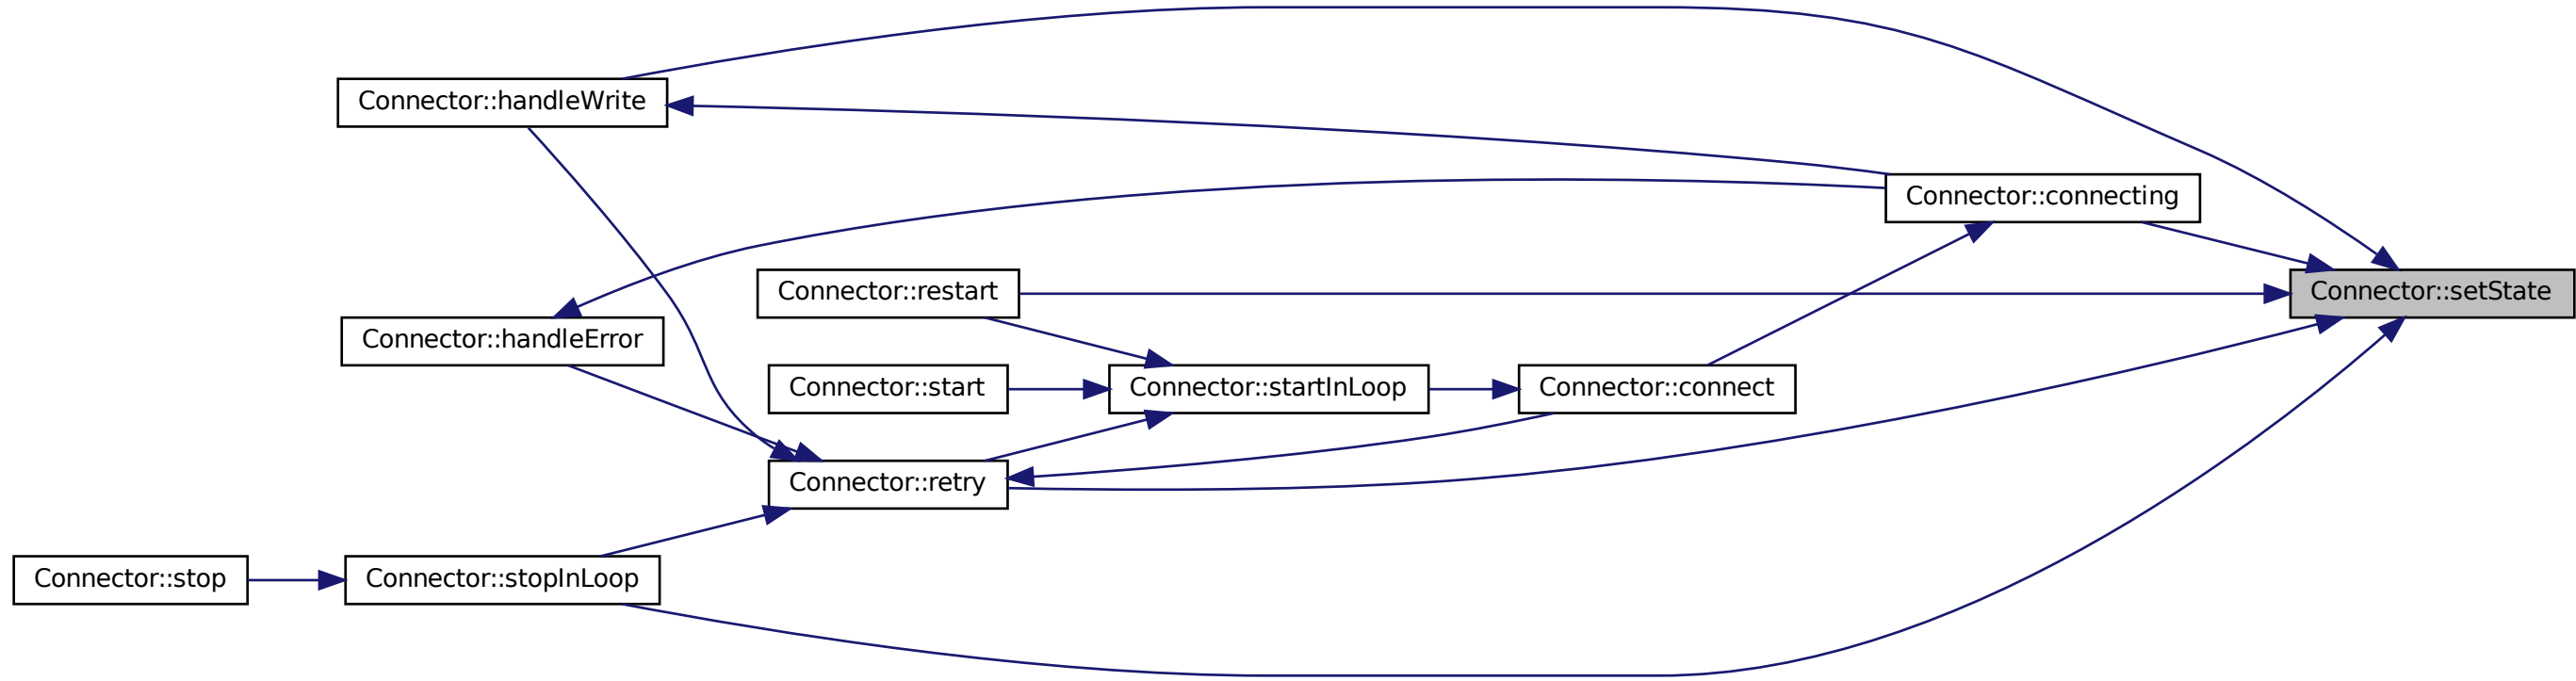 Connector::handleWrite
Connector::connecting
Connector::restart
Connector::setState
Connector::handleError
Connector::start
Connector::startInLoop
Connector::connect
Connector::retry
Connector::stop
Connector::stopInLoop